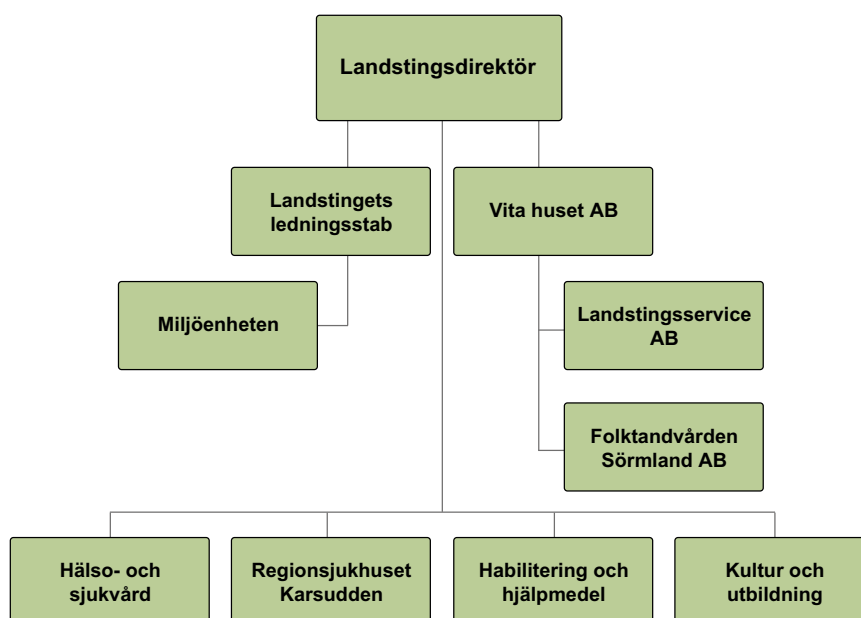 Landstingsdirektör
Landstingets
ledningsstab
Vita huset AB
Miljöenheten
Landstingsservice
AB
Folktandvården
Sörmland AB
Hälso- och
sjukvård
Regionsjukhuset
Karsudden
Habilitering och
hjälpmedel
Kultur och
utbildning